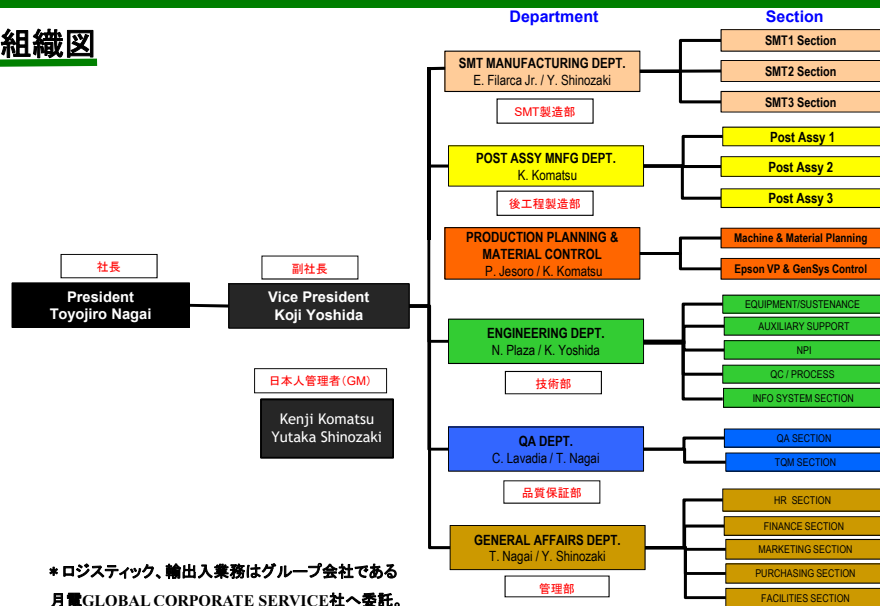 組織図
Department
Section
SMT MANUFACTURING DEPT.
E. Filarca Jr. / Y. Shinozaki
SMT製造部
SMT1 Section
SMT2 Section
SMT3 Section
POST ASSY MNFG DEPT.
K. Komatsu
後工程製造部
Post Assy 1
Post Assy 2
Post Assy 3
PRODUCTION PLANNING &
MATERIAL CONTROL
P. Jesoro / K. Komatsu
Machine & Material Planning
Epson VP & GenSys Control
社長
President
Toyojiro Nagai
副社長
Vice President
Koji Yoshida
日本人管理者(GM)
Kenji Komatsu
Yutaka Shinozaki
ENGINEERING DEPT.
N. Plaza / K. Yoshida
技術部
EQUIPMENT/SUSTENANCE
AUXILIARY SUPPORT
NPI
QC / PROCESS
INFO SYSTEM SECTION
QA DEPT.
C. Lavadia / T. Nagai
品質保証部
QA SECTION
TQM SECTION
GENERAL AFFAIRS DEPT.
T. Nagai / Y. Shinozaki
管理部
HR SECTION
FINANCE SECTION
MARKETING SECTION
PURCHASING SECTION
FACILITIES SECTION
*ロジスティック、輸出入業務はグループ会社である
月電GLOBAL CORPORATE SERVICE社へ委託。